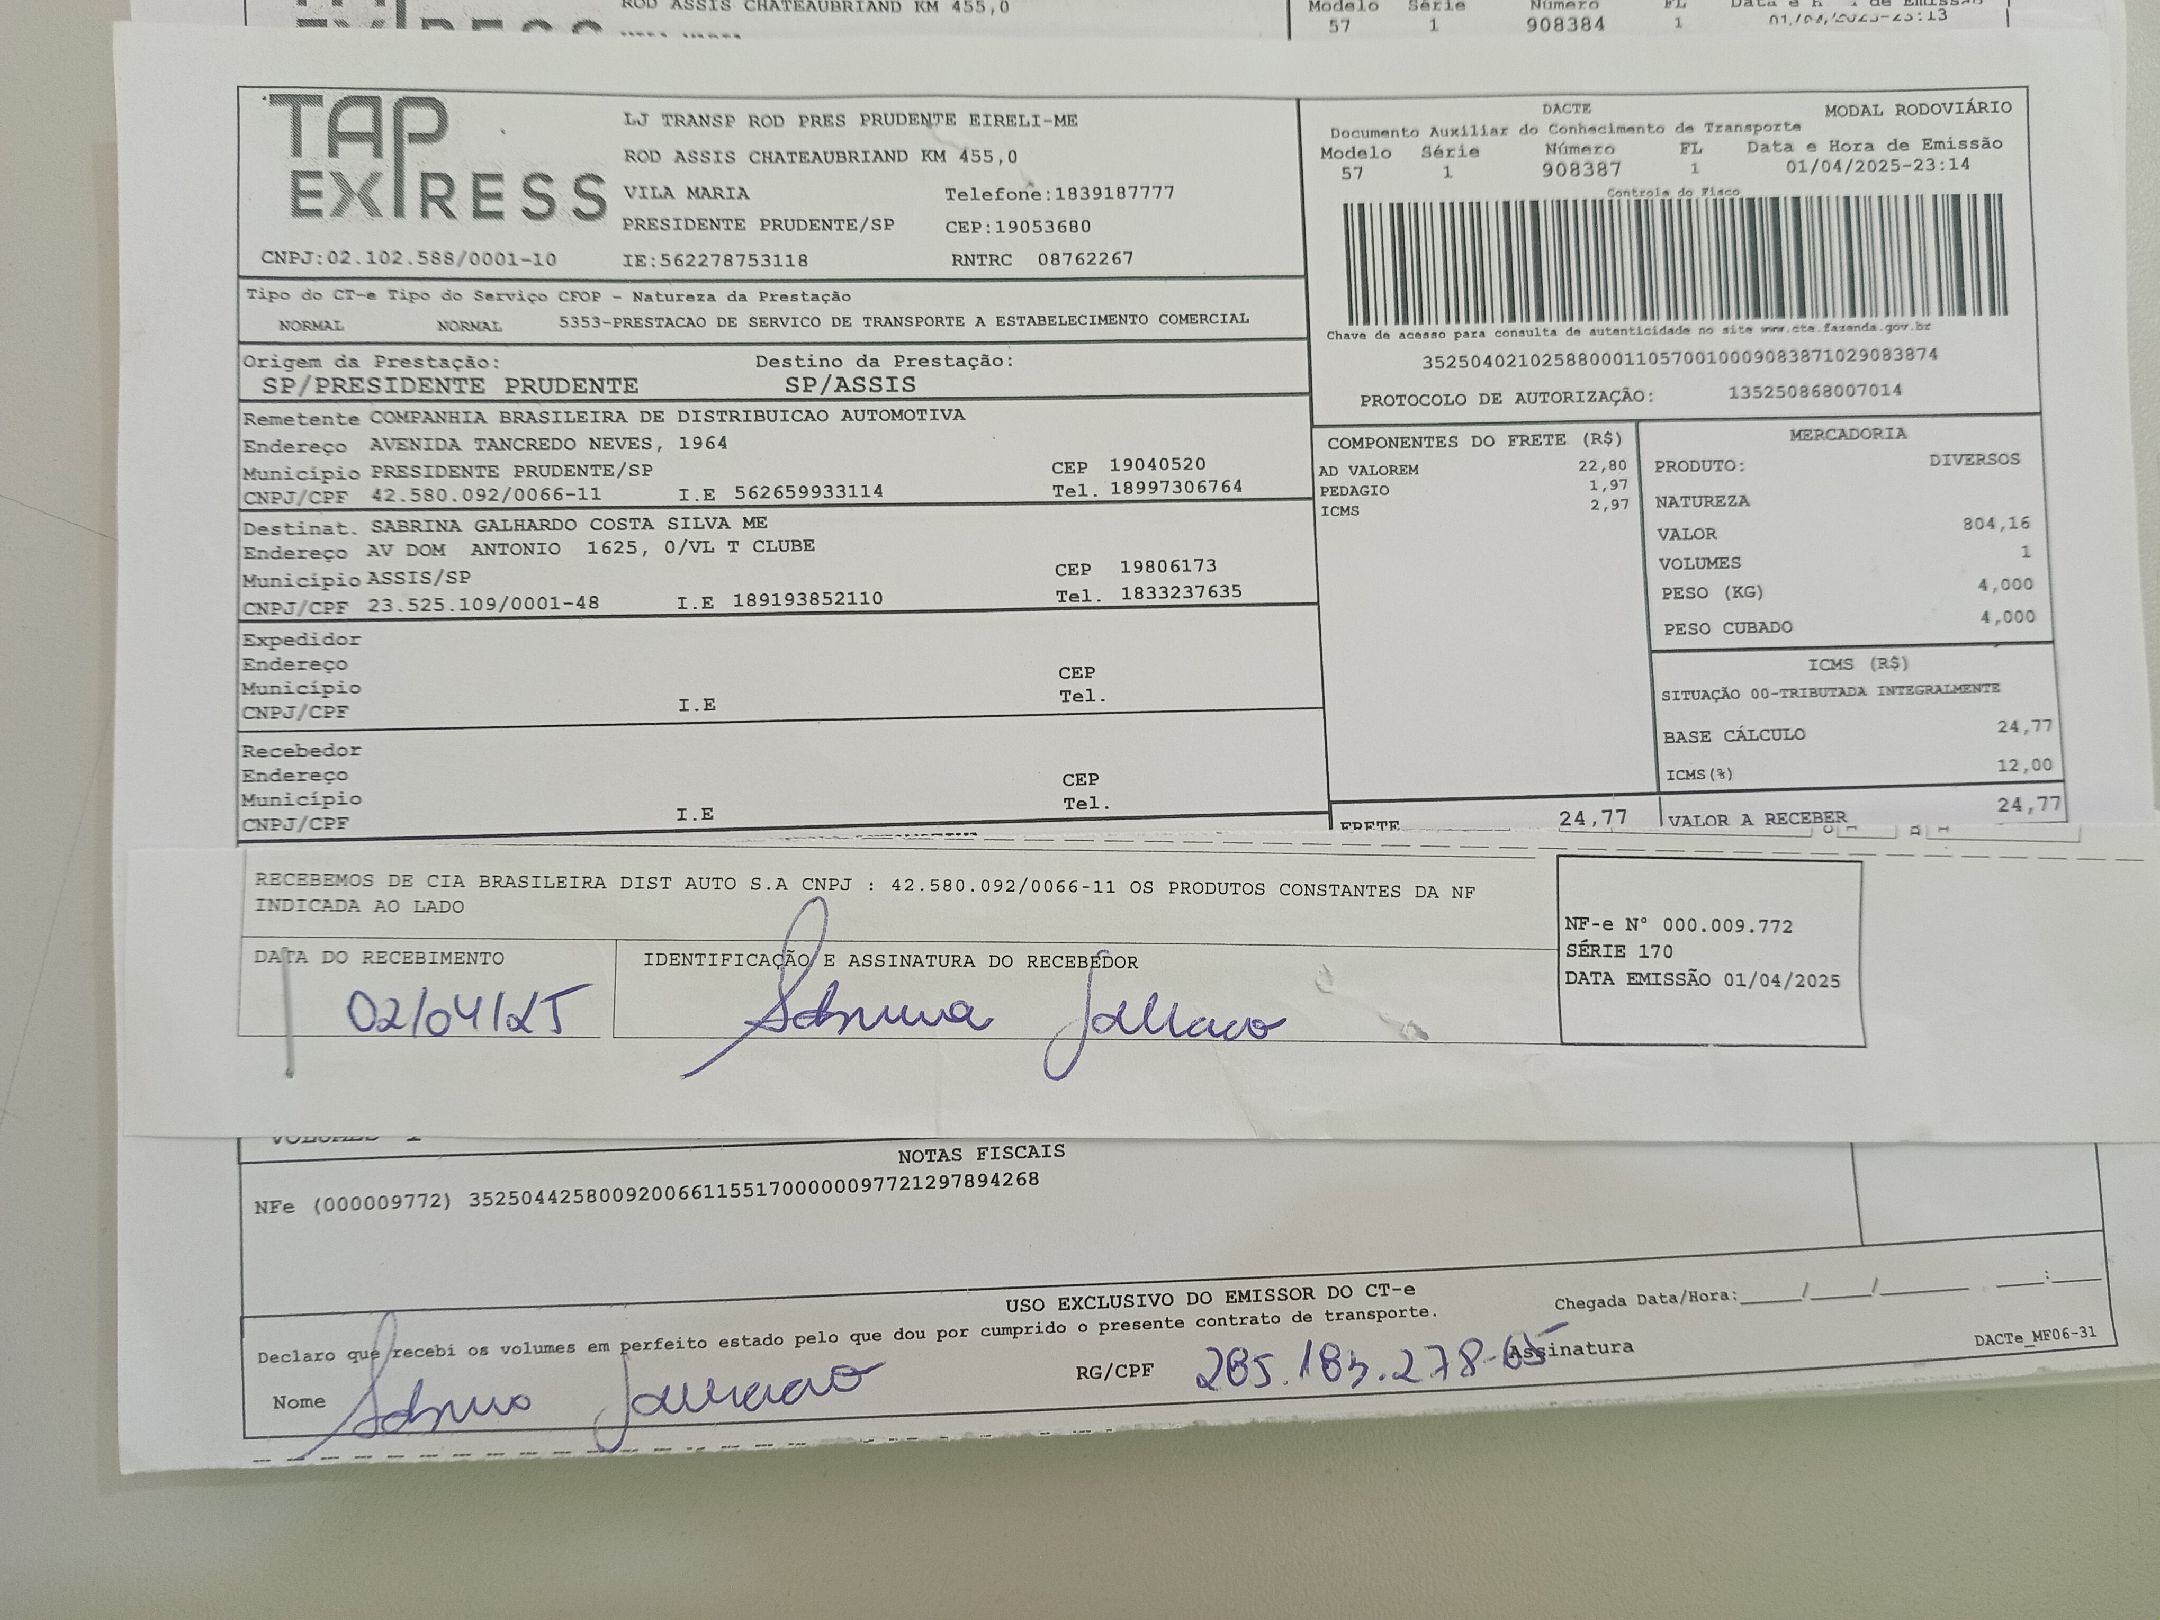 ROD ASSIS CHATEAUBRIAND KM 455,0
Modelo Série Número FL
57 1 908384 1 01/04/2025-23:13
TAP
EXPRESS
LJ TRANSP ROD PRES PRUDENTE EIRELI-ME
ROD ASSIS CHATEAUBRIAND KM 455,0
VILA MARIA Telefone:1839187777
PRESIDENTE PRUDENTE/SP CEP:19053680
CNPJ:02.102.588/0001-10 IE:562278753118 RNTRC 08762267
DACTE MODAL RODOVIÁRIO
Documento Auxiliar do Conhecimento de Transporte
Modelo Série Número FL Data e Hora de Emissão
57 1 908387 1 01/04/2025-23:14
Controle do Fisco
Chave de acesso para consulta de autenticidade no site www.cte.fazenda.gov.br
35250402102588000110570010009083871029083874
PROTOCOLO DE AUTORIZAÇÃO: 135250868007014
Tipo do CT-e Tipo do Serviço CFOP - Natureza da Prestação
NORMAL NORMAL 5353-PRESTACAO DE SERVICO DE TRANSPORTE A ESTABELECIMENTO COMERCIAL
Origem da Prestação: Destino da Prestação:
SP/PRESIDENTE PRUDENTE SP/ASSIS
Remetente COMPANHIA BRASILEIRA DE DISTRIBUICAO AUTOMOTIVA
Endereço AVENIDA TANCREDO NEVES, 1964
Município PRESIDENTE PRUDENTE/SP CEP 19040520
CNPJ/CPF 42.580.092/0066-11 I.E 562659933114 Tel. 18997306764
Destinat. SABRINA GALHARDO COSTA SILVA ME
Endereço AV DOM ANTONIO 1625, 0/VL T CLUBE
Município ASSIS/SP CEP 19806173
CNPJ/CPF 23.525.109/0001-48 I.E 189193852110 Tel. 1833237635
Expedidor
Endereço
Município CEP
CNPJ/CPF I.E Tel.
Recebedor
Endereço
Município CEP
CNPJ/CPF I.E Tel.
COMPONENTES DO FRETE (R$)
AD VALOREM 22,80
PEDAGIO 1,97
ICMS 2,97
MERCADORIA
PRODUTO: DIVERSOS
NATUREZA
VALOR 804,16
VOLUMES 1
PESO (KG) 4,000
PESO CUBADO 4,000
ICMS (R$)
SITUAÇÃO 00-TRIBUTADA INTEGRALMENTE
BASE CÁLCULO 24,77
ICMS(%) 12,00
FRETE 24,77 VALOR A RECEBER 24,77
RECEBEMOS DE CIA BRASILEIRA DIST AUTO S.A CNPJ : 42.580.092/0066-11 OS PRODUTOS CONSTANTES DA NF
INDICADA AO LADO
DATA DO RECEBIMENTO IDENTIFICAÇÃO E ASSINATURA DO RECEBEDOR
02/04/25 Sabrina
NF-e N° 000.009.772
SÉRIE 170
DATA EMISSÃO 01/04/2025
VOLUMES 1
NOTAS FISCAIS
NFe (000009772) 35250442580092006611551700000097721297894268
USO EXCLUSIVO DO EMISSOR DO CT-e
Declaro que recebi os volumes em perfeito estado pelo que dou por cumprido o presente contrato de transporte.
Chegada Data/Hora:____/____/______ ___:___
Nome Sabrina RG/CPF Assinatura
DACTe_MF06-31